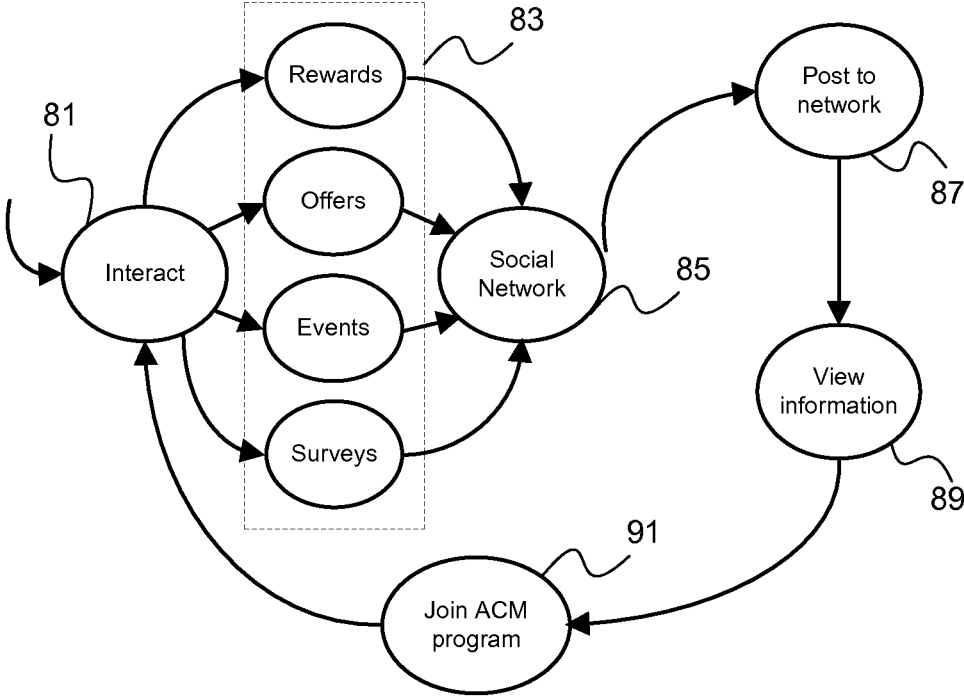 83
Rewards
Post to
network
81
87
Offers
Interact
Social
Network
85
Events
View
information
Surveys
89
91
Join ACM
program